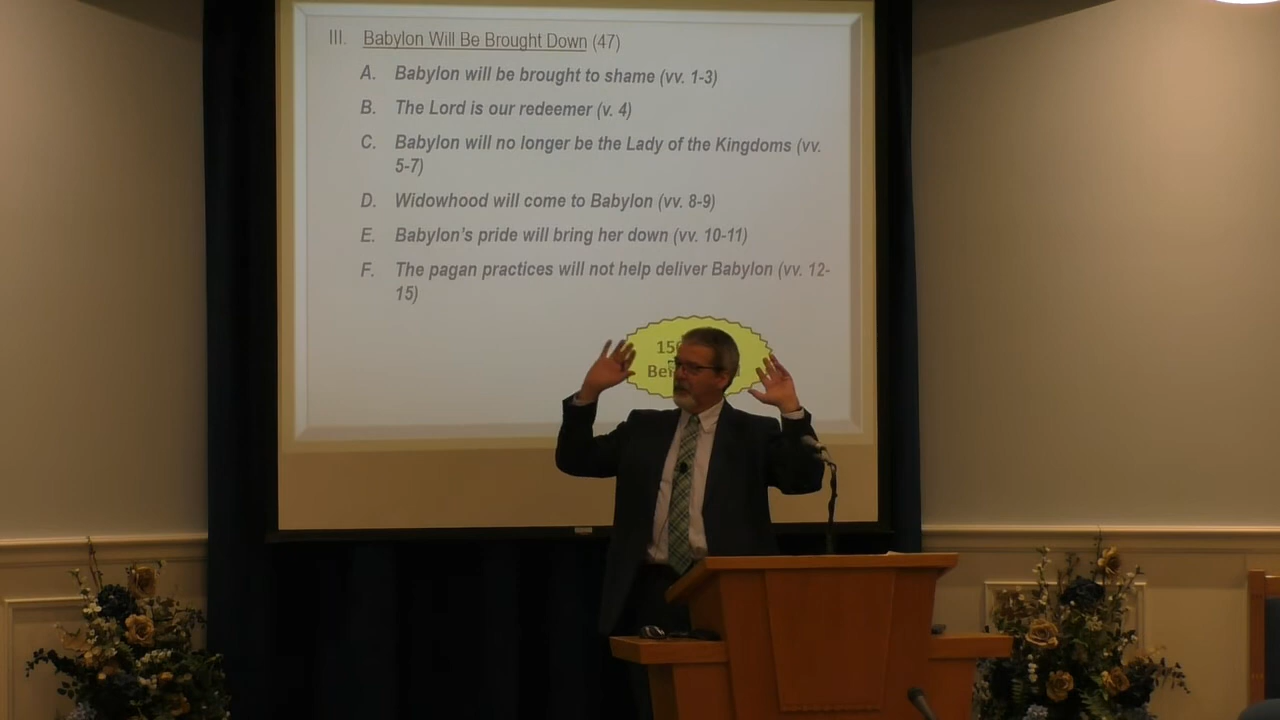 III. Babylon Will Be Brought Down (47)
A. Babylon will be brought to shame (vv. 1-3)
B. The Lord is our redeemer (v. 4)
C. Babylon will no longer be the Lady of the Kingdoms (vv.
5-7)
D. Widowhood will come to Babylon (vv. 8-9)
E. Babylon's pride will bring her down (vv. 10-11)
F. The pagan practices will not help deliver Babylon (vv. 12-
15)